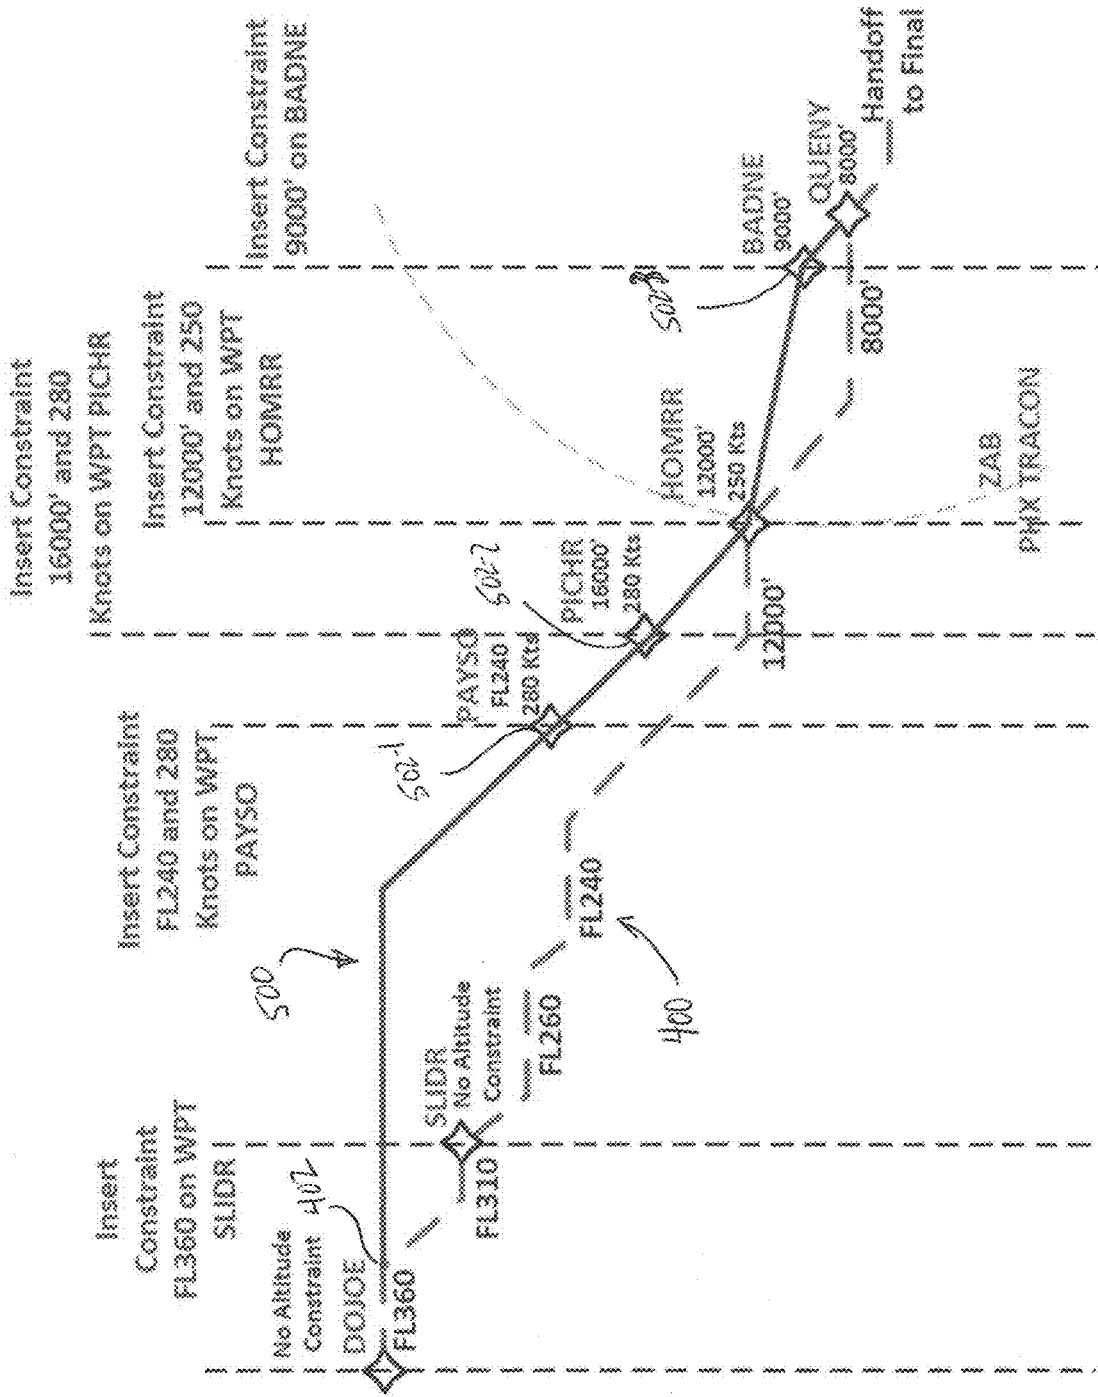 Insert
Constraint
FL360 on WPT
SLIDR
Insert Constraint
FL240 and 280
Knots on WPT
PAYSO
Insert Constraint
16000' and 280
Knots on WPT PICHR
Insert Constraint
12000' and 250
Knots on WPT
HOMRR
Insert Constraint
9000' on BADNE
No Altitude
Constraint
DOJOE
FL360
402
500
SLIDR
No Altitude
Constraint
FL310
FL260
FL240
400
502-1
PAYSO
FL240
280 Kts
502-2
PICHR
16000'
280 Kts
12000'
HOMRR
12000'
250 Kts
ZAB
PHX TRACON
BADNE
9000'
8000'
QUENY
8000'
Handoff
to Final